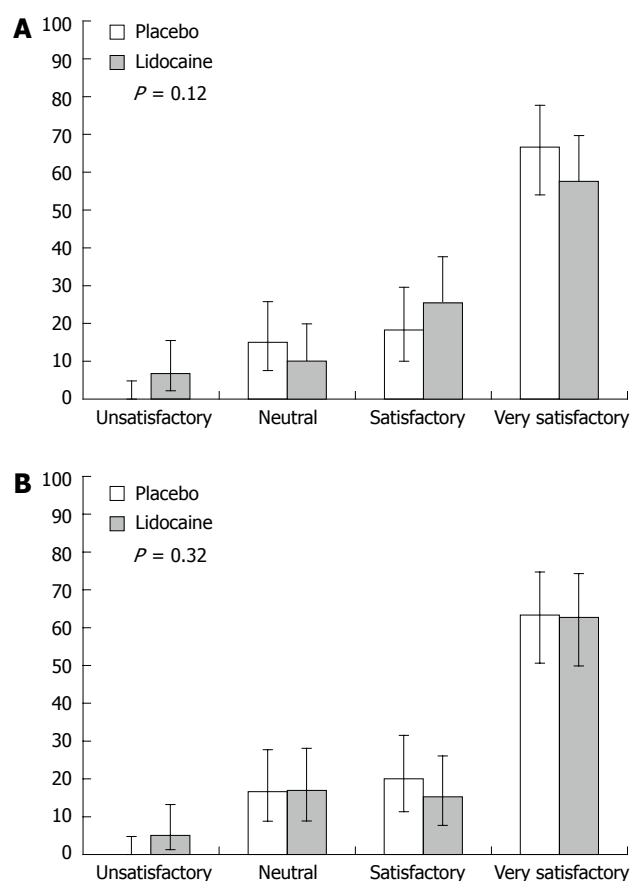 A
Placebo
Lidocaine
P = 0.12
100
90
80
70
60
50
40
30
20
10
0
Unsatisfactory Neutral Satisfactory Very satisfactory
B
Placebo
Lidocaine
P = 0.32
100
90
80
70
60
50
40
30
20
10
0
Unsatisfactory Neutral Satisfactory Very satisfactory